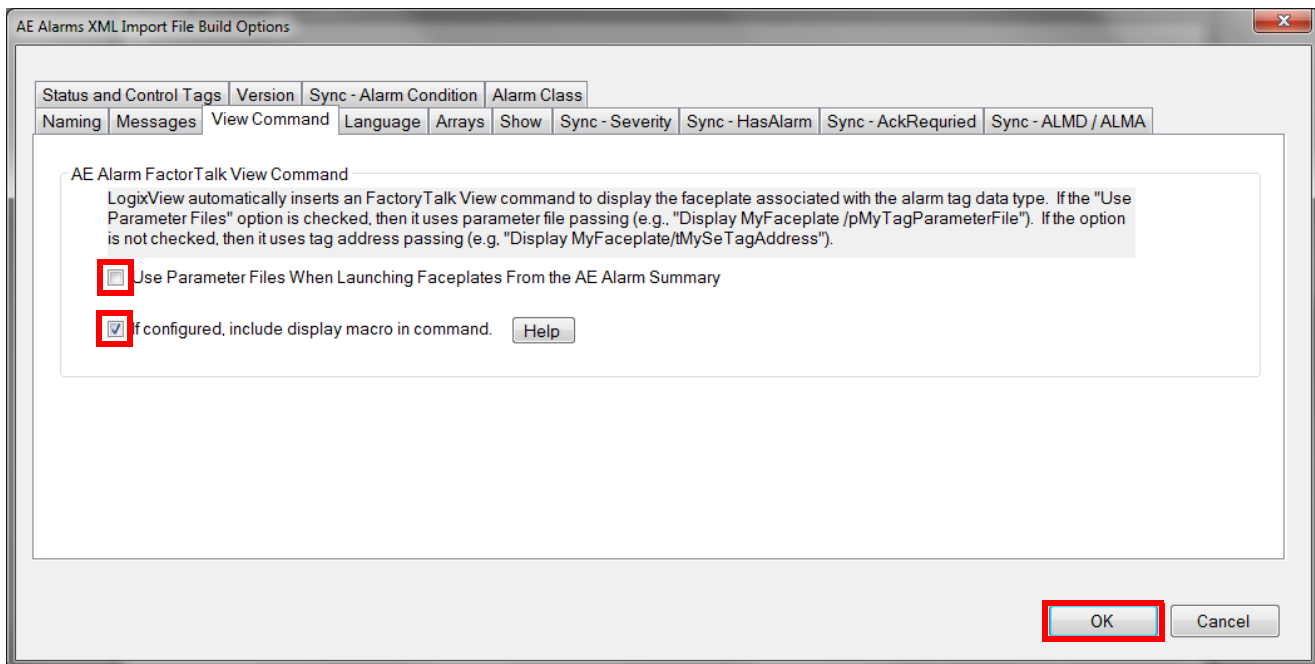 AE Alarms XML Import File Build Options
Status and Control Tags Version Sync - Alarm Condition Alarm Class
Naming Messages View Command Language Arrays Show Sync - Severity Sync - HasAlarm Sync - AckRequried Sync - ALMD / ALMA
AE Alarm FactorTalk View Command
LogixView automatically inserts an FactoryTalk View command to display the faceplate associated with the alarm tag data type. If the "Use
Parameter Files" option is checked, then it uses parameter file passing (e.g., "Display MyFaceplate /pMyTagParameterFile"). If the option
is not checked, then it uses tag address passing (e.g, "Display MyFaceplate/tMySeTagAddress").
Use Parameter Files When Launching Faceplates From the AE Alarm Summary
If configured, include display macro in command. Help
OK Cancel